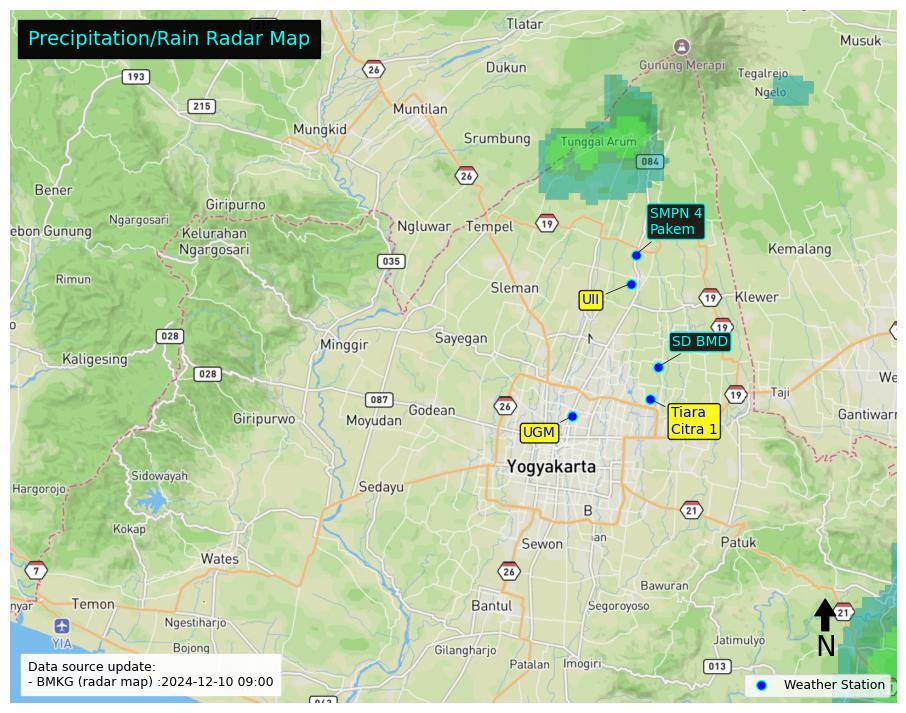 Precipitation/Rain Radar Map
Tlatar
Musuk
Gunung Merapi
26
193
Dukun
Tegalrejo
Ngelo
215
Muntilan
Mungkid
Srumbung
Tunggal Arum
084
26
Bener
Giripurno
SMPN 4
Pakem
Ngargosari
ebon Gunung
Kelurahan
Ngargosari
Ngluwar
Tempel
19
Kemalang
035
Rimun
Sleman
UII
19
Klewer
19
028
Minggir
Sayegan
N
SD BMD
Kaligesing
028
We
19
Taji
087
Godean
26
Giripurwo
Moyudan
UGM
Tiara
Citra 1
Gantiwarn
Yogyakarta
Sidowayah
Hargorojo
Sedayu
B
21
Kokap
an
Sewon
Patuk
Wates
7
26
Bawuran
nyar
Temon
Bantul
Segoroyoso
21
Ngestiharjo
YIA
N
Jatimulyo
Bojong
Gilangharjo
Patalan
Imogiri
013
Data source update:
- BMKG (radar map) :2024-12-10 09:00
Weather Station